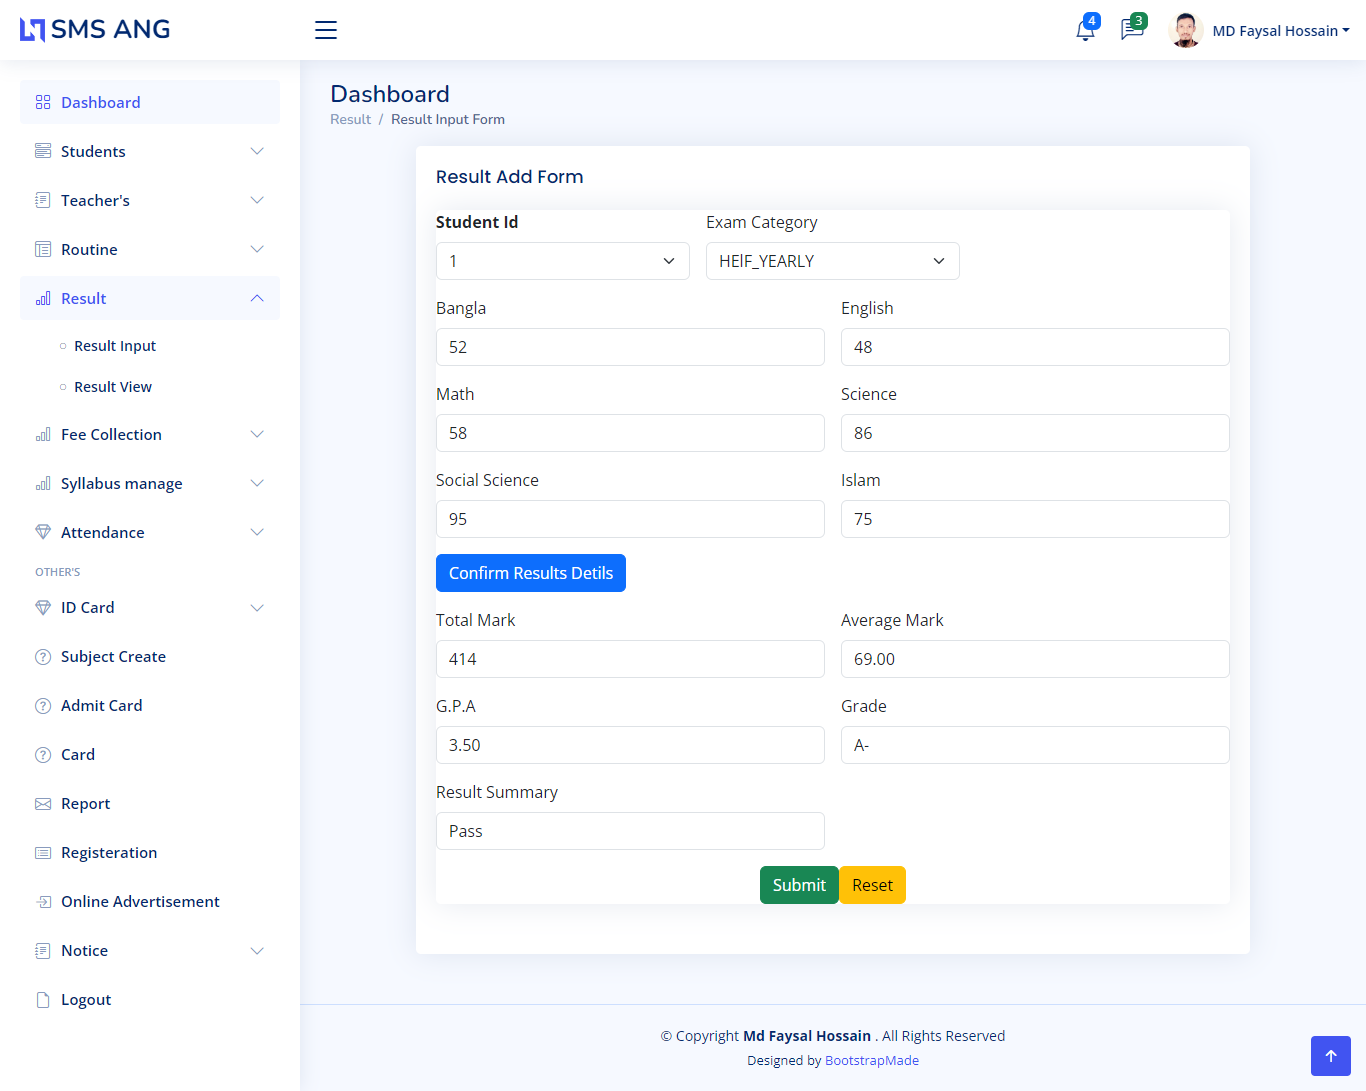 SMS ANG
4
3
MD Faysal Hossain
Dashboard
Students
Teacher's
Routine
Result
Result Input
Result View
Fee Collection
Syllabus manage
Attendance
OTHER'S
ID Card
Subject Create
Admit Card
Card
Report
Registeration
Online Advertisement
Notice
Logout
Dashboard
Result / Result Input Form
Result Add Form
Student Id Exam Category
1 HElF_YEARLY
Bangla English
52 48
Math Science
58 86
Social Science Islam
95 75
Confirm Results Detils
Total Mark Average Mark
414 69.00
G.P.A Grade
3.50 A-
Result Summary
Pass
Submit Reset
© Copyright Md Faysal Hossain . All Rights Reserved
Designed by BootstrapMade